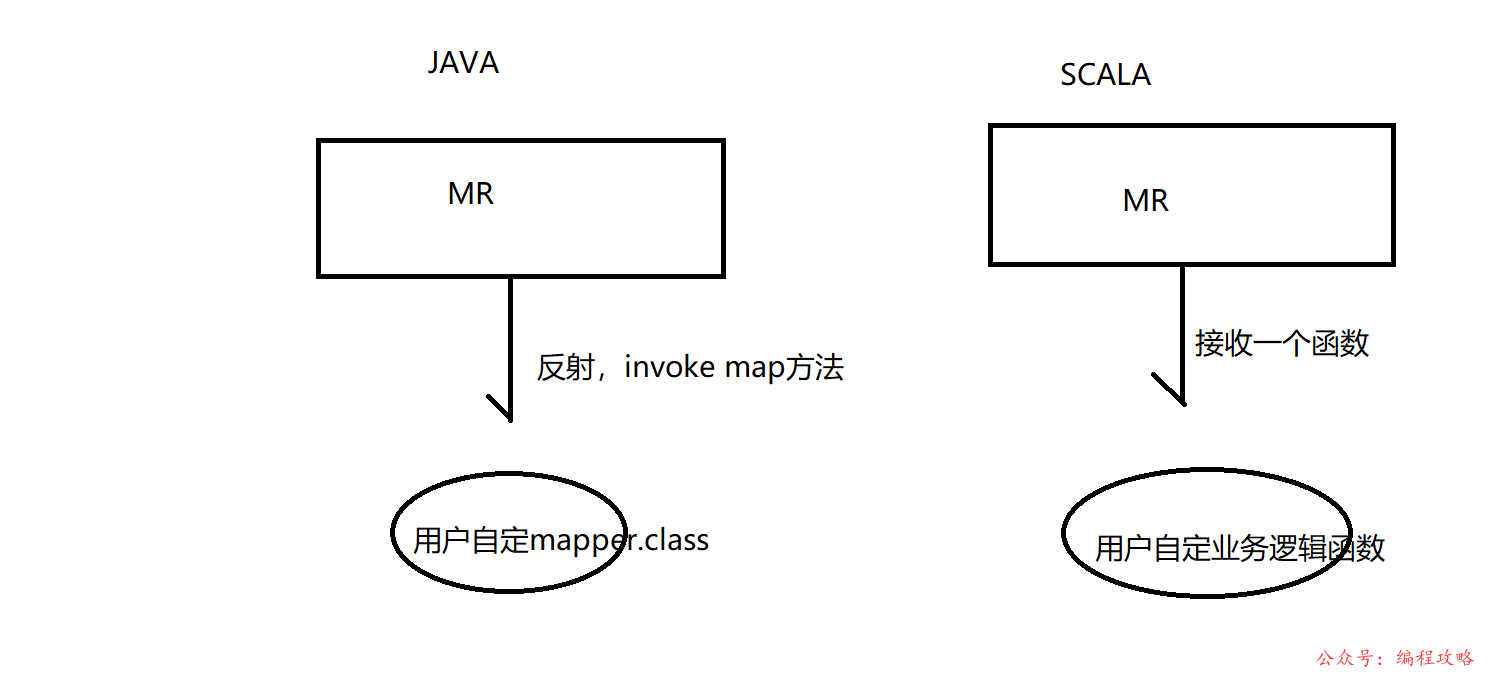 JAVA
SCALA
MR
MR
反射，invoke map方法
接收一个函数
用户自定mapper.class
用户自定业务逻辑函数
公众号：编程攻略